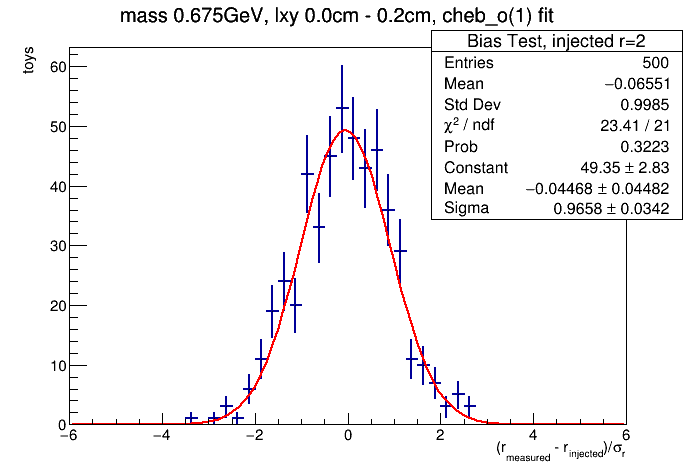 mass 0.675GeV, lxy 0.0cm - 0.2cm, cheb_o(1) fit
Bias Test, injected r=2
Entries 500
Mean −0.06551
Std Dev 0.9985
χ² / ndf 23.41 / 21
Prob 0.3223
Constant 49.35 ± 2.83
Mean −0.04468 ± 0.04482
Sigma 0.9658 ± 0.0342
toys
60
50
40
30
20
10
0
−6 −4 −2 0 2 4 6
(r_measured - r_injected)/σ_r